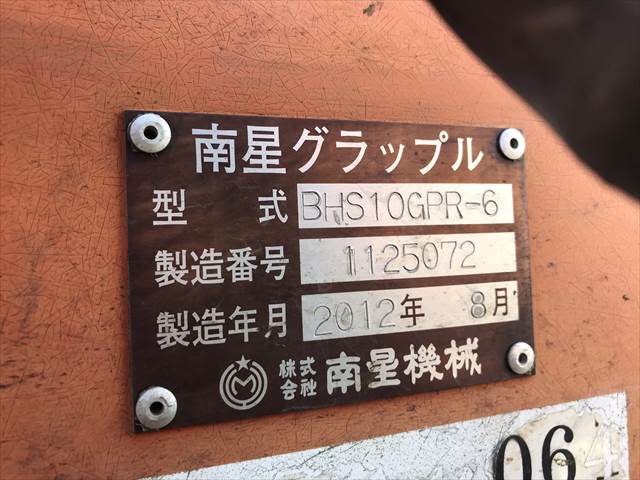 南星グラップル
型式 BHS10GPR-6
製造番号 1125072
製造年月 2012年 8月
株式会社 南星機械
06